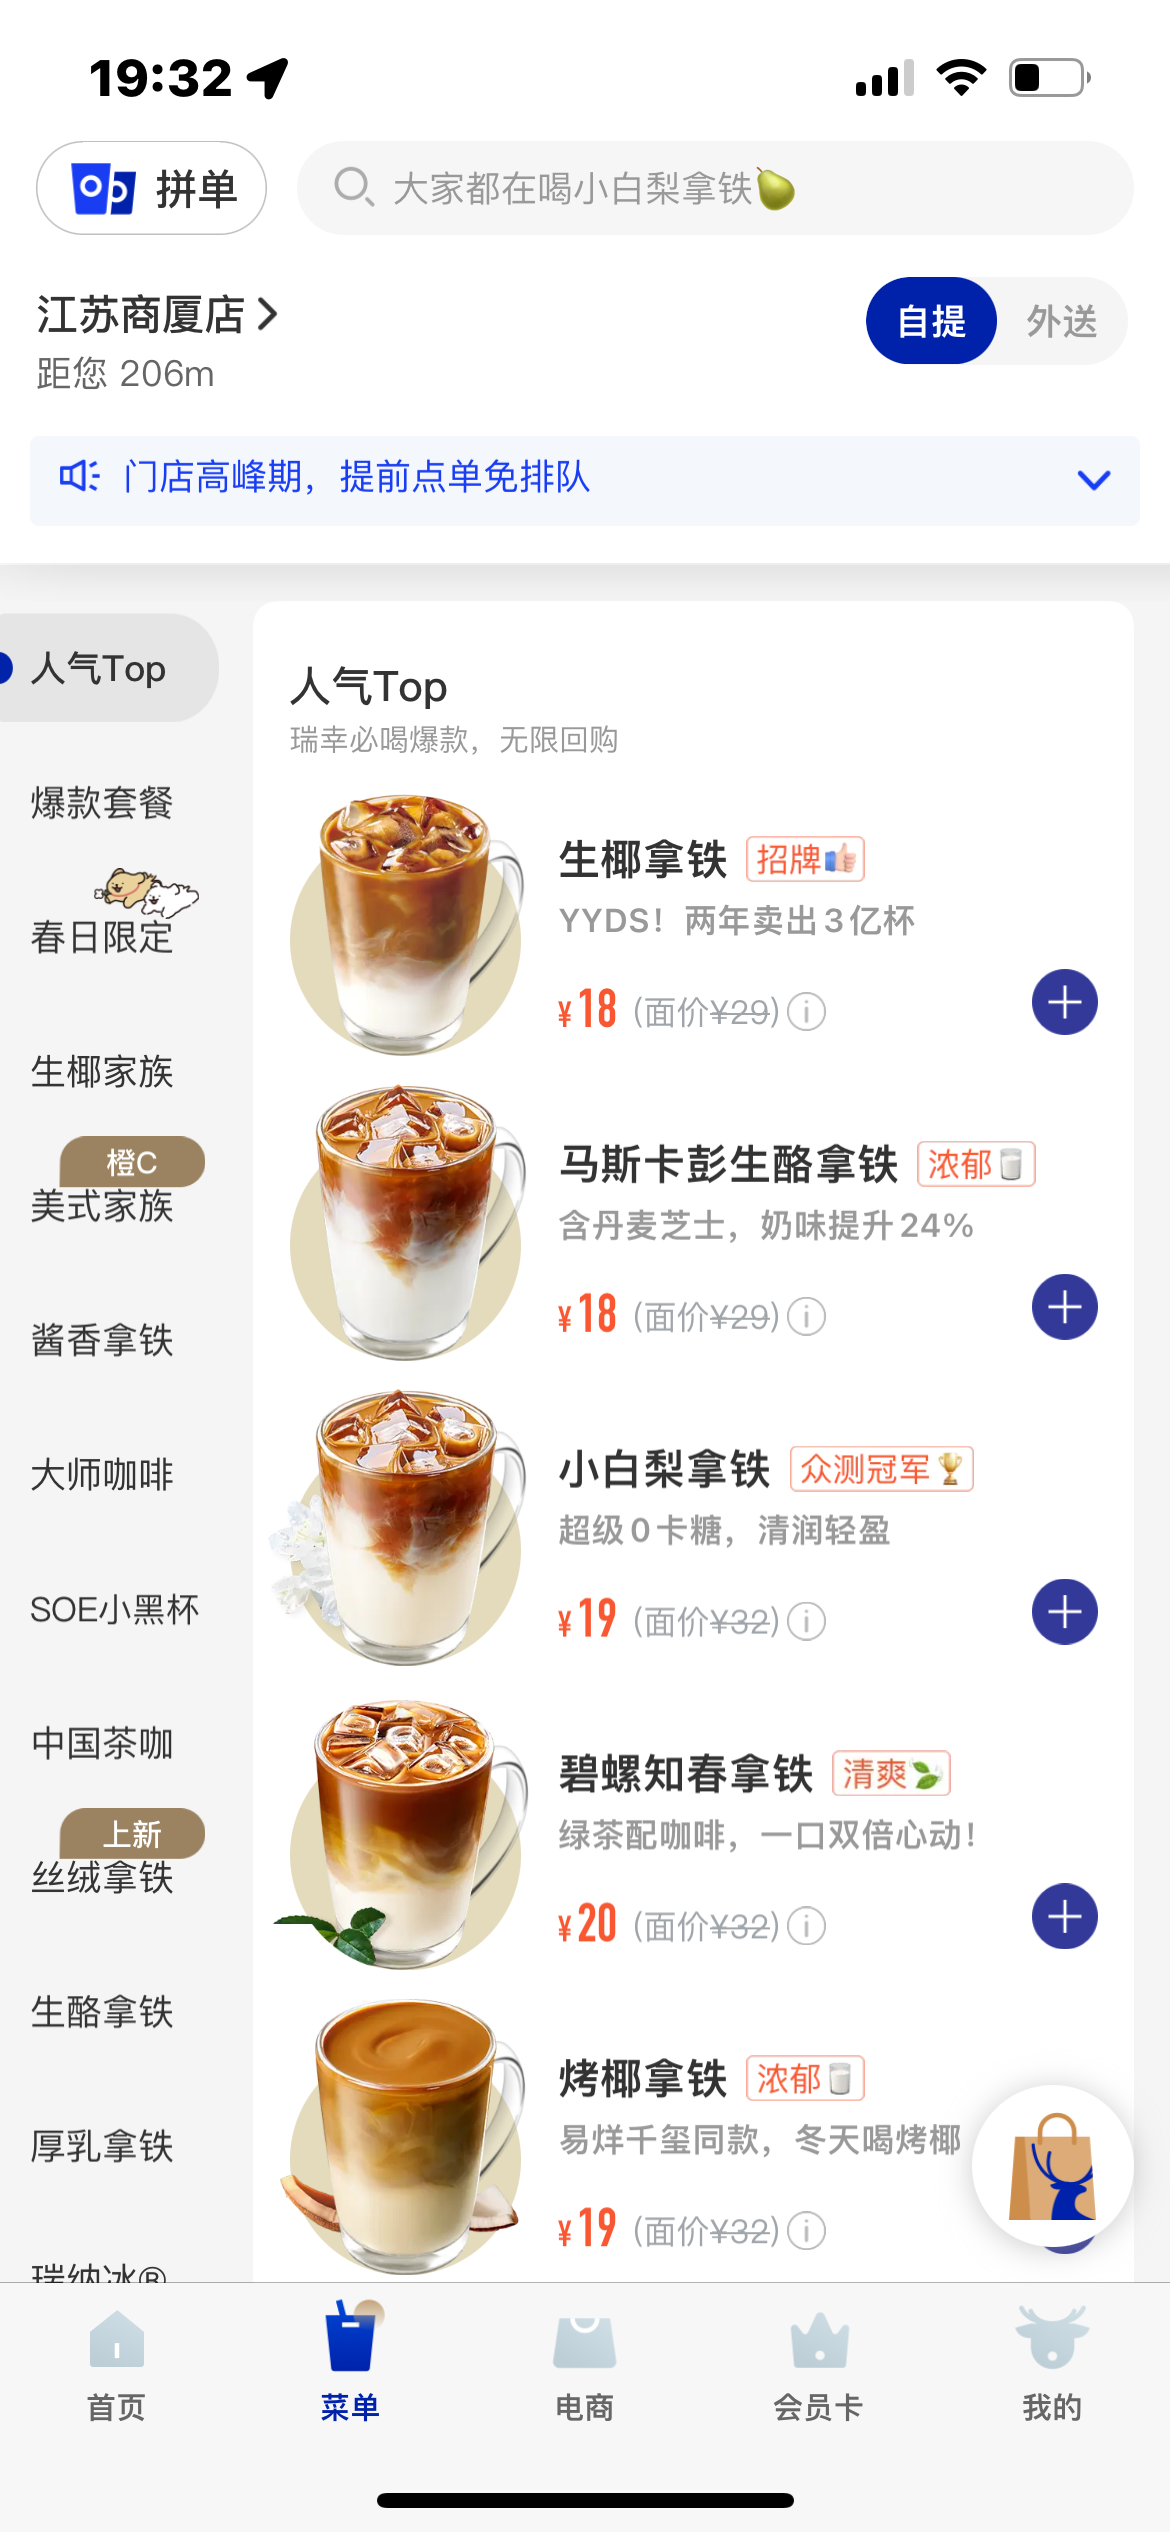 19:32
拼单
大家都在喝小白梨拿铁🍐
江苏商厦店
距您 206m
自提
外送
门店高峰期，提前点单免排队
人气Top
爆款套餐
春日限定
生椰家族
橙C
美式家族
酱香拿铁
大师咖啡
SOE小黑杯
中国茶咖
上新
丝绒拿铁
生酪拿铁
厚乳拿铁
瑞纳冰®
人气Top
瑞幸必喝爆款，无限回购
生椰拿铁 招牌👍
YYDS！两年卖出3亿杯
¥18 (面价¥29)
马斯卡彭生酪拿铁 浓郁🥛
含丹麦芝士，奶味提升24%
¥18 (面价¥29)
小白梨拿铁 众测冠军🏆
超级0卡糖，清润轻盈
¥19 (面价¥32)
碧螺知春拿铁 清爽🍃
绿茶配咖啡，一口双倍心动！
¥20 (面价¥32)
烤椰拿铁 浓郁🥛
易烊千玺同款，冬天喝烤椰
¥19 (面价¥32)
首页
菜单
电商
会员卡
我的